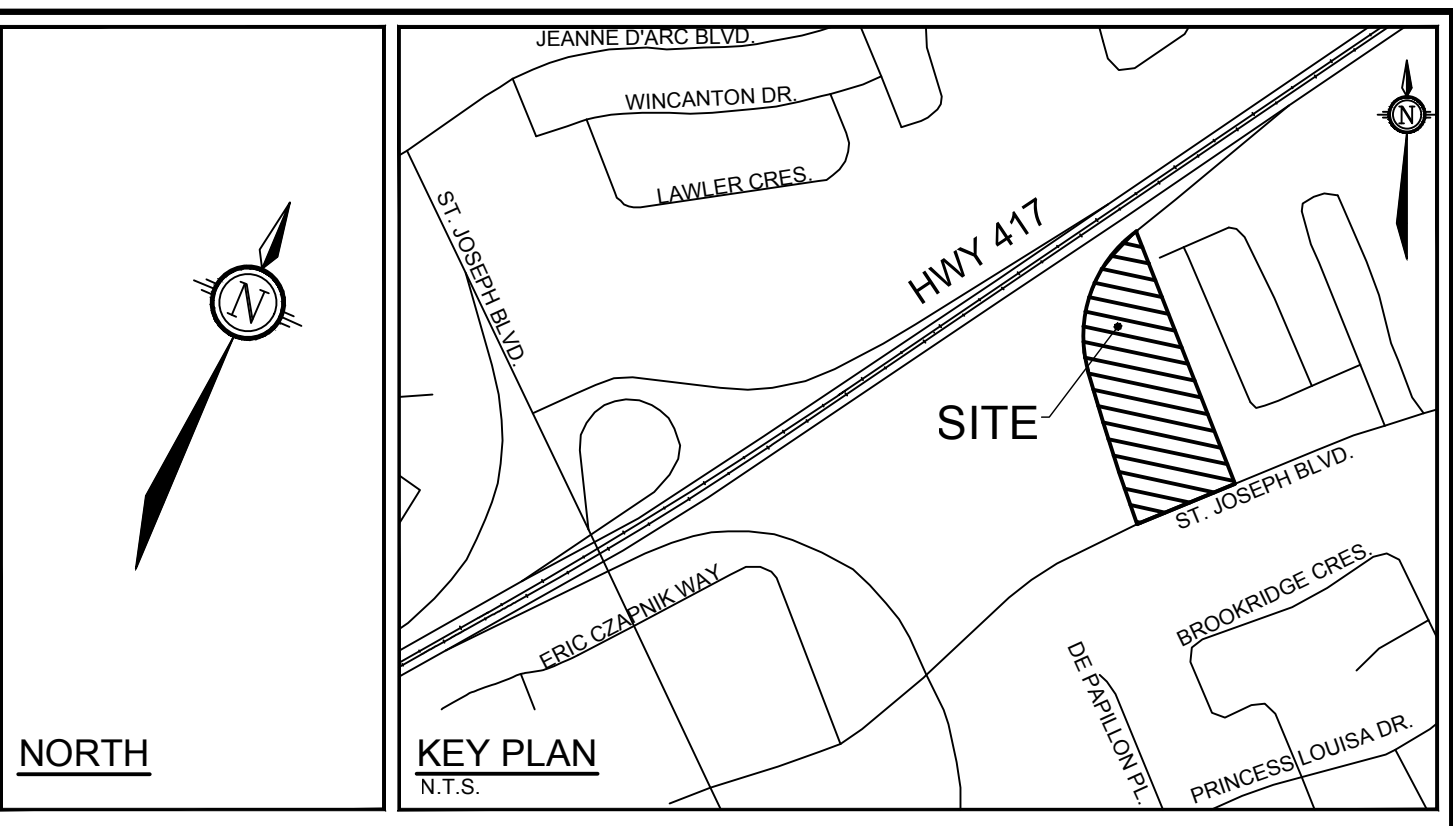 N
NORTH
JEANNE D'ARC BLVD.
WINCANTON DR.
LAWLER CRES.
ST. JOSEPH BLVD.
HWY 417
N
SITE
ST. JOSEPH BLVD.
ERIC CZAPNIK WAY
BROOKRIDGE CRES.
DE PAPILLON PL.
PRINCESS LOUISA DR.
KEY PLAN
N.T.S.